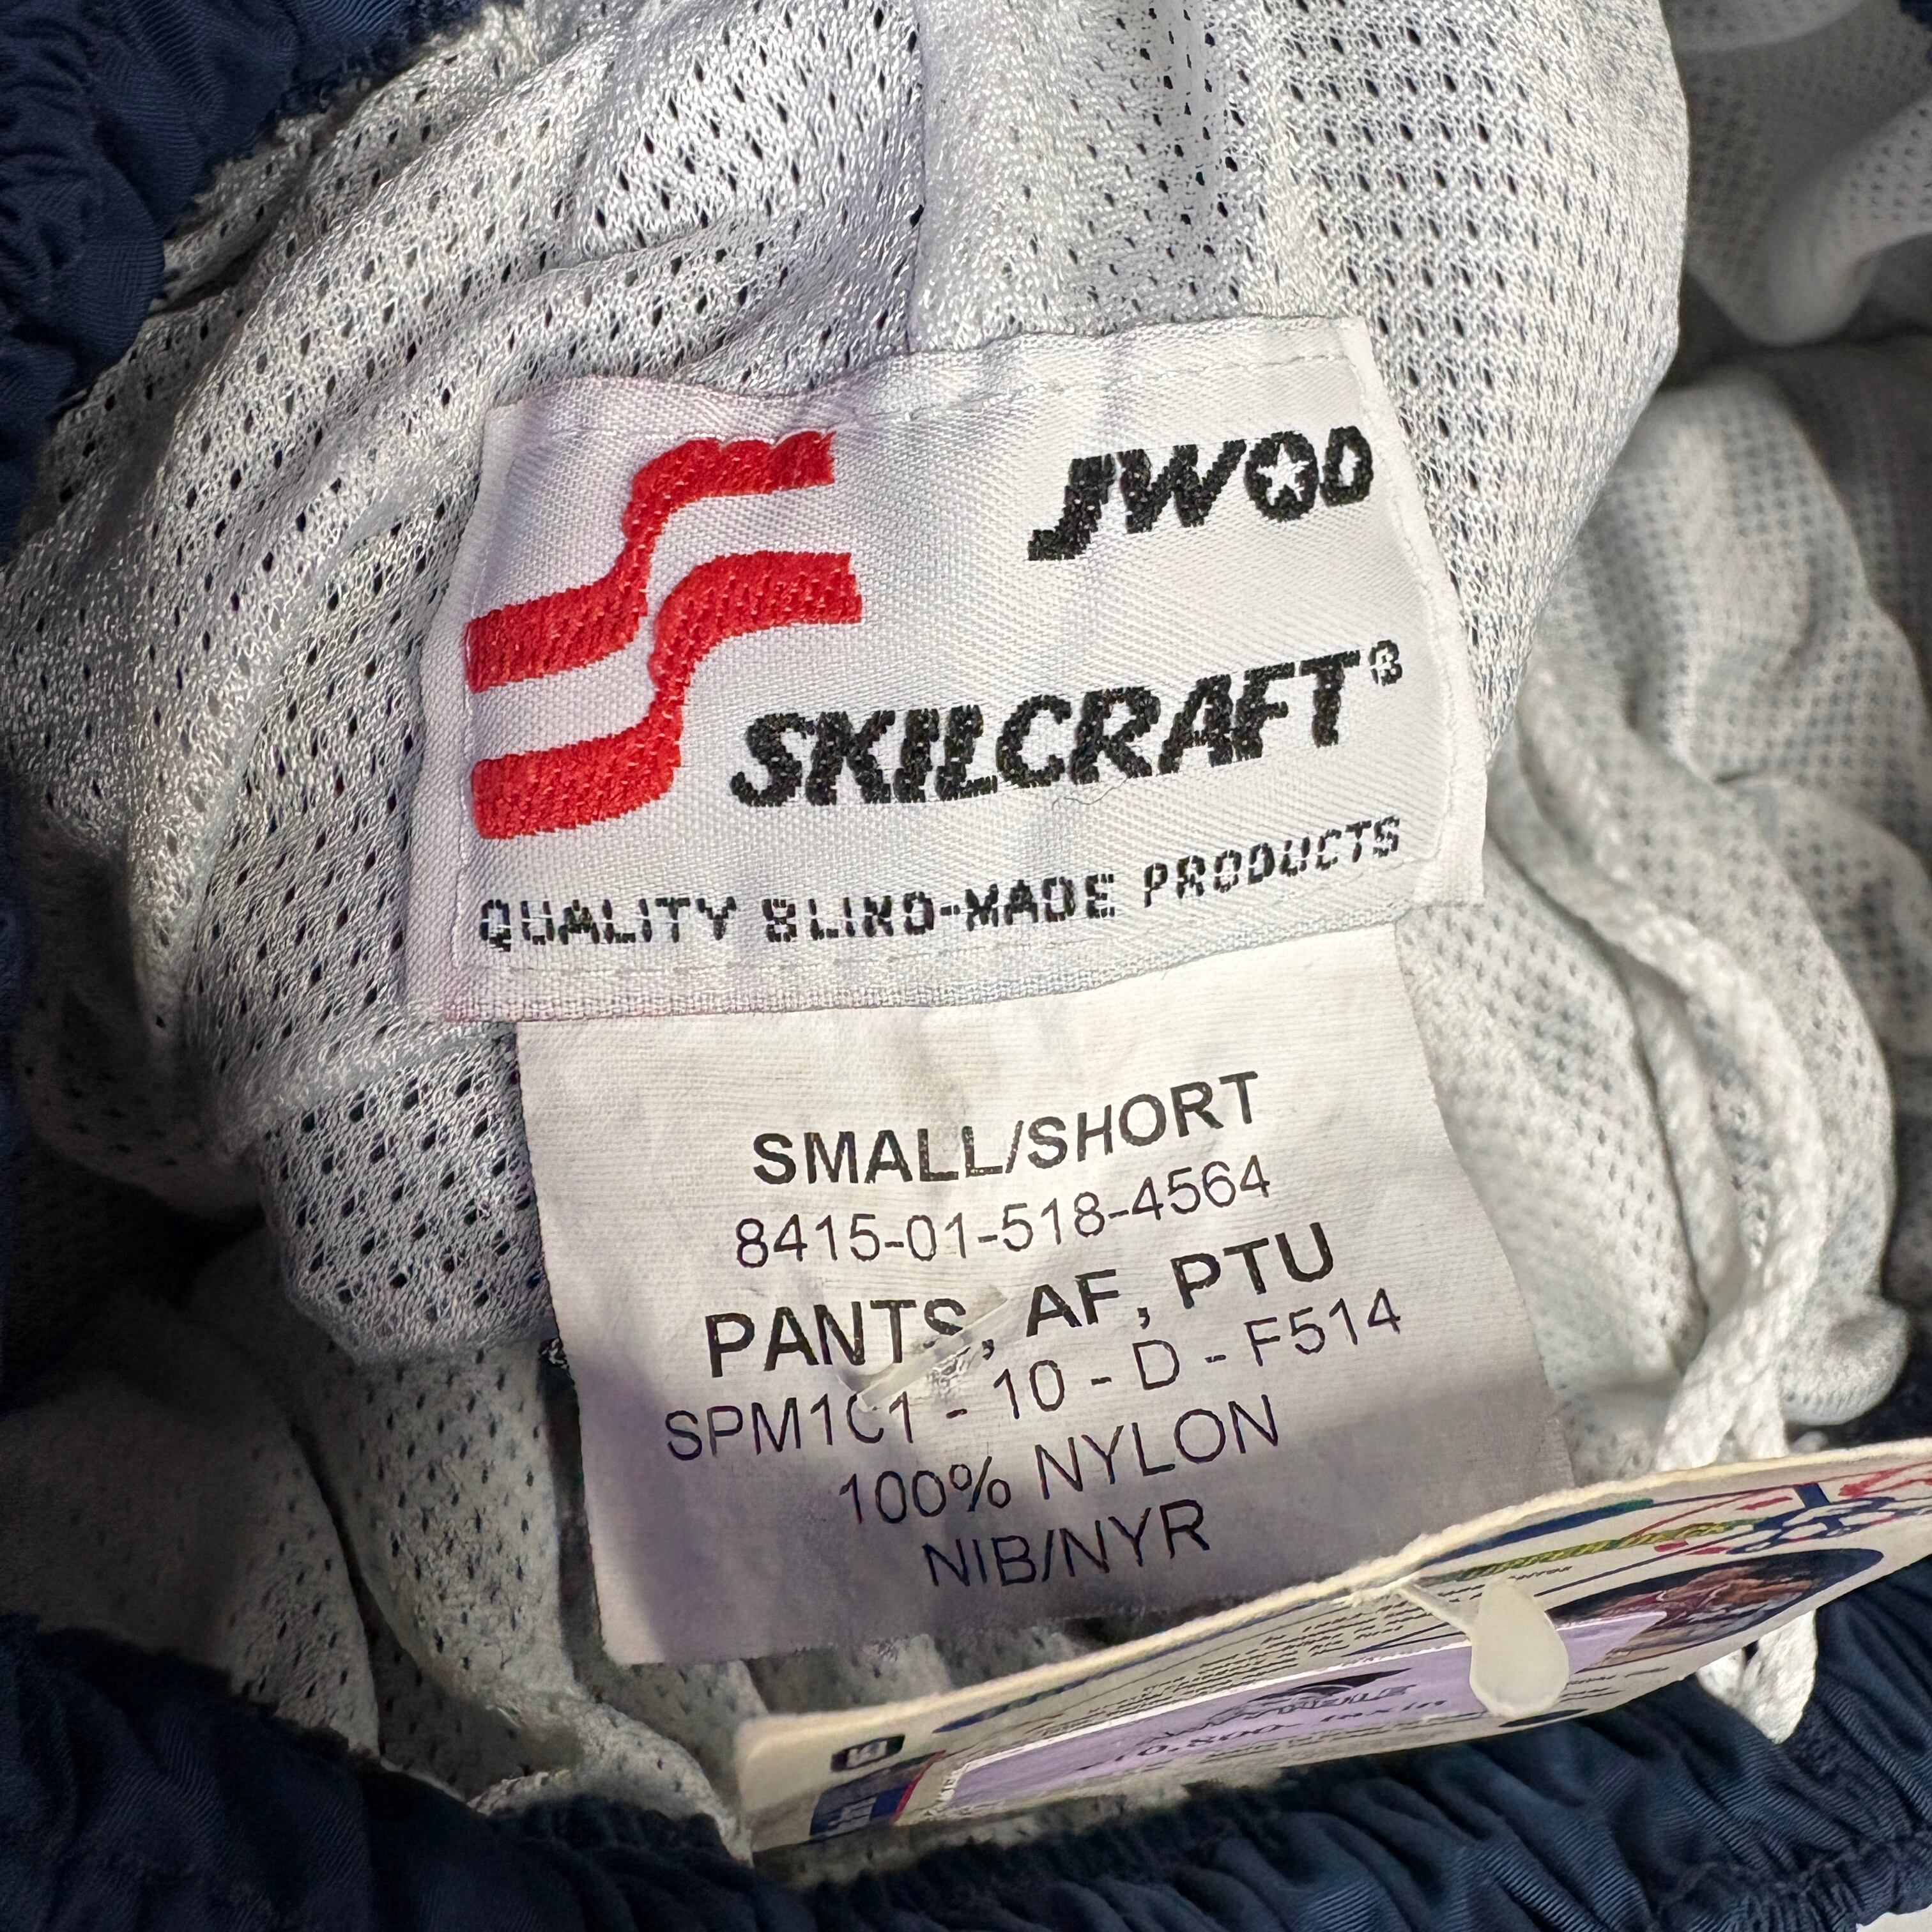 JWOD
SKILCRAFT®
QUALITY BLIND-MADE PRODUCTS
SMALL/SHORT
8415-01-518-4564
PANTS, AF, PTU
SPM1C1 - 10 - D - F514
100% NYLON
NIB/NYR